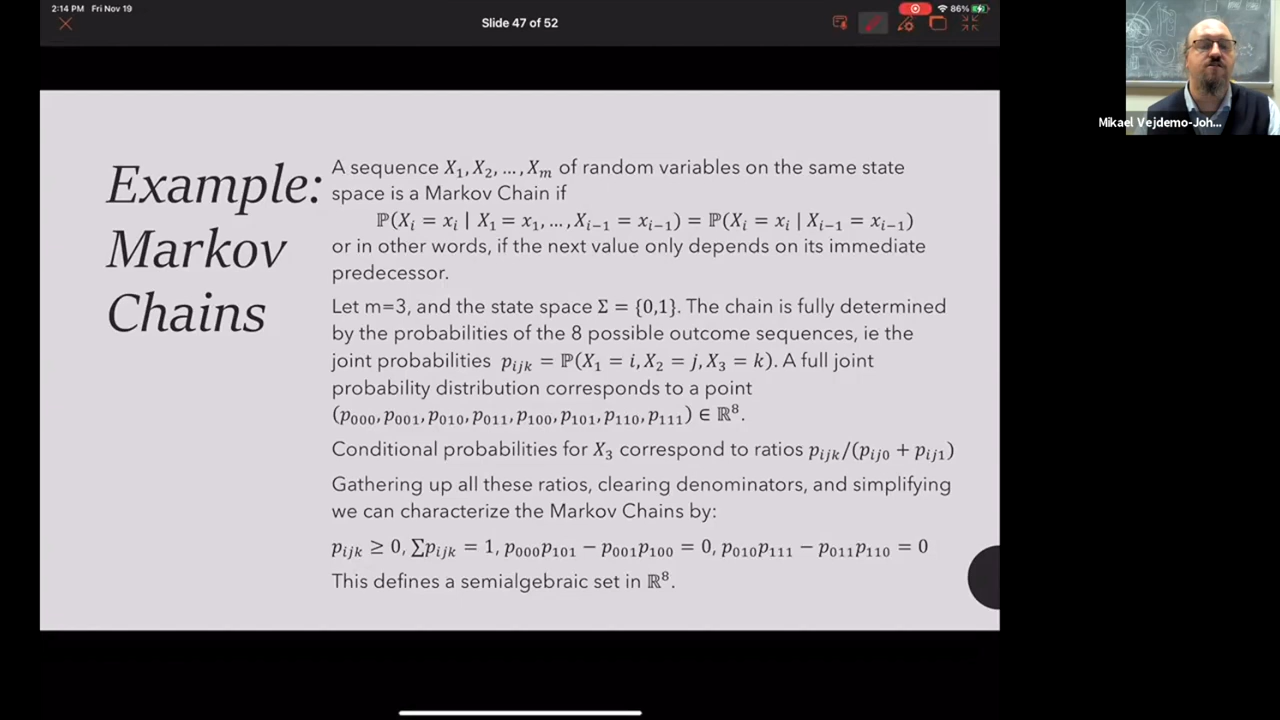 2:14 PM Fri Nov 19
86%
Slide 47 of 52
Mikael Vejdemo-Joh...
Example:
Markov
Chains
A sequence X₁, X₂, ..., Xₘ of random variables on the same state
space is a Markov Chain if
ℙ(Xᵢ = xᵢ | X₁ = x₁, ..., Xᵢ₋₁ = xᵢ₋₁) = ℙ(Xᵢ = xᵢ | Xᵢ₋₁ = xᵢ₋₁)
or in other words, if the next value only depends on its immediate
predecessor.
Let m=3, and the state space Σ = {0,1}. The chain is fully determined
by the probabilities of the 8 possible outcome sequences, ie the
joint probabilities pᵢⱼₖ = ℙ(X₁ = i, X₂ = j, X₃ = k). A full joint
probability distribution corresponds to a point
(p₀₀₀, p₀₀₁, p₀₁₀, p₀₁₁, p₁₀₀, p₁₀₁, p₁₁₀, p₁₁₁) ∈ ℝ⁸.
Conditional probabilities for X₃ correspond to ratios pᵢⱼₖ/(pᵢⱼ₀ + pᵢⱼ₁)
Gathering up all these ratios, clearing denominators, and simplifying
we can characterize the Markov Chains by:
pᵢⱼₖ ≥ 0, ∑pᵢⱼₖ = 1, p₀₀₀p₁₀₁ − p₀₀₁p₁₀₀ = 0, p₀₁₀p₁₁₁ − p₀₁₁p₁₁₀ = 0
This defines a semialgebraic set in ℝ⁸.